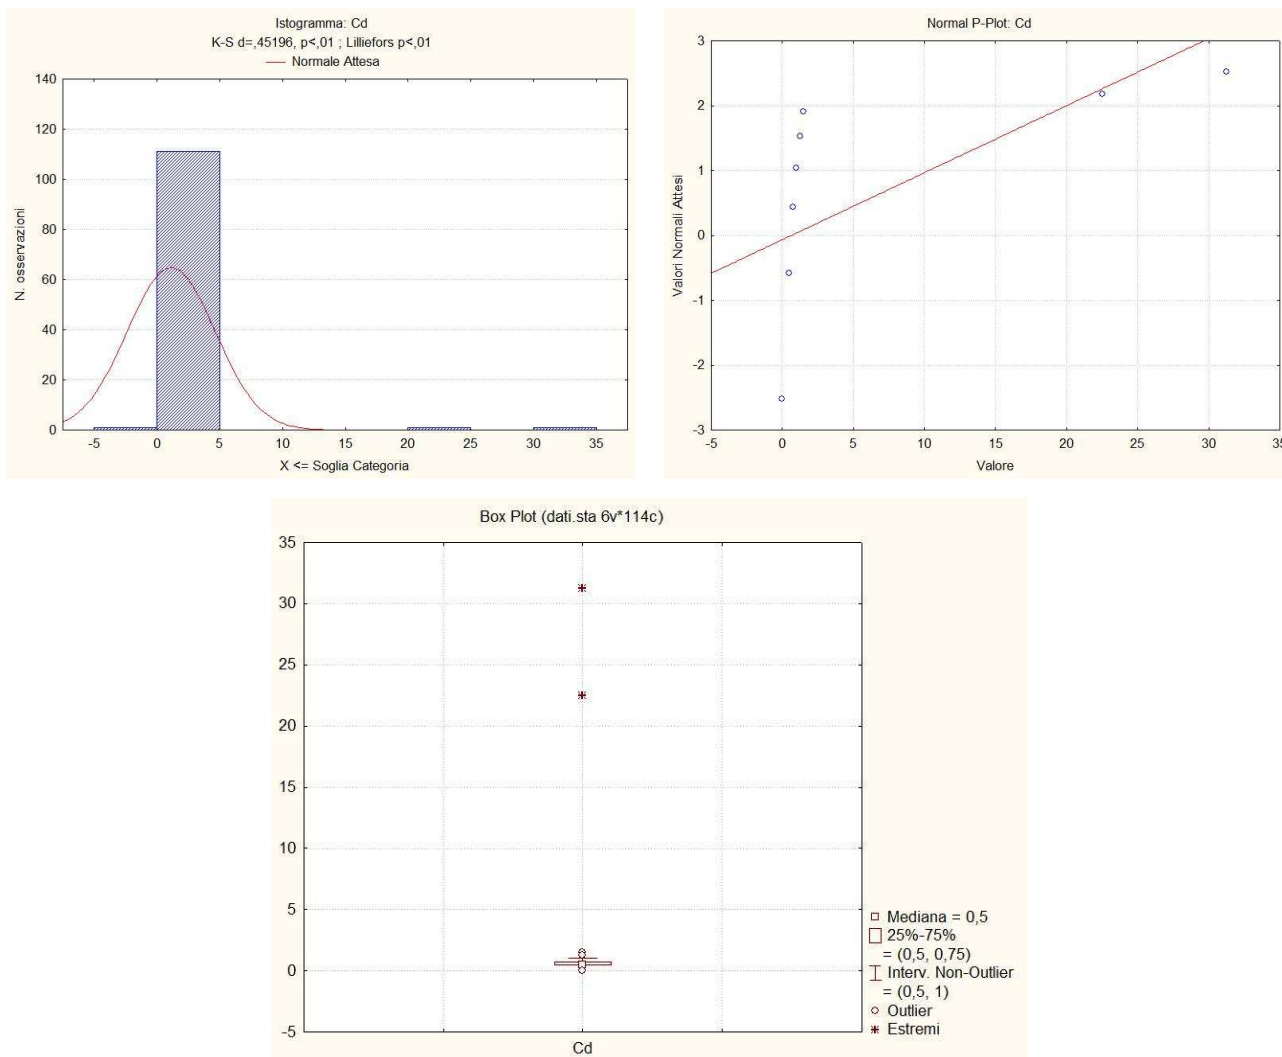 Istogramma: Cd
K-S d=,45196, p<,01 ; Lilliefors p<,01
Normale Attesa
140
120
100
80
60
40
20
0
-5 0 5 10 15 20 25 30 35
N. osservazioni
X <= Soglia Categoria
Normal P-Plot: Cd
3
2
1
0
-1
-2
-3
-5 0 5 10 15 20 25 30 35
Valori Normali Attesi
Valore
Box Plot (dati.sta 6v*114c)
35
30
25
20
15
10
5
0
-5
Cd
Mediana = 0,5
25%-75%
= (0,5, 0,75)
Interv. Non-Outlier
= (0,5, 1)
Outlier
Estremi